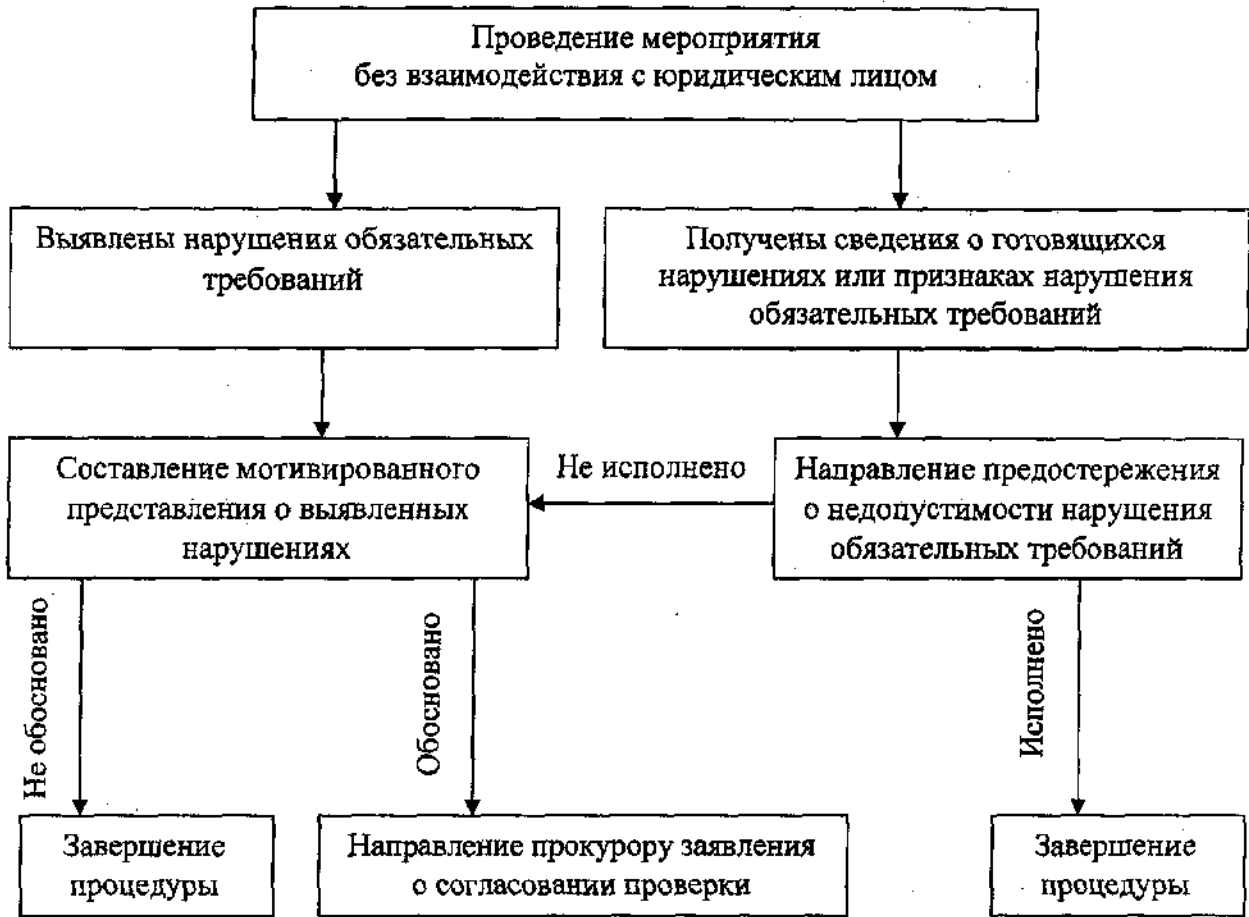 Проведение мероприятия
без взаимодействия с юридическим лицом
Выявлены нарушения обязательных
требований
Получены сведения о готовящихся
нарушениях или признаках нарушения
обязательных требований
Составление мотивированного
представления о выявленных
нарушениях
Не исполнено
Направление предостережения
о недопустимости нарушения
обязательных требований
Не обосновано
Обосновано
Исполнено
Завершение
процедуры
Направление прокурору заявления
о согласовании проверки
Завершение
процедуры